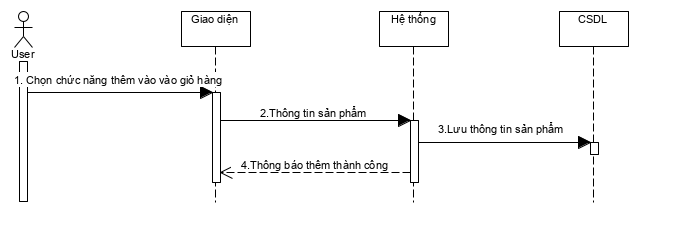 Giao diện
Hệ thống
CSDL
User
1. Chọn chức năng thêm vào vào giỏ hàng
2.Thông tin sản phẩm
3.Lưu thông tin sản phẩm
4.Thông báo thêm thành công